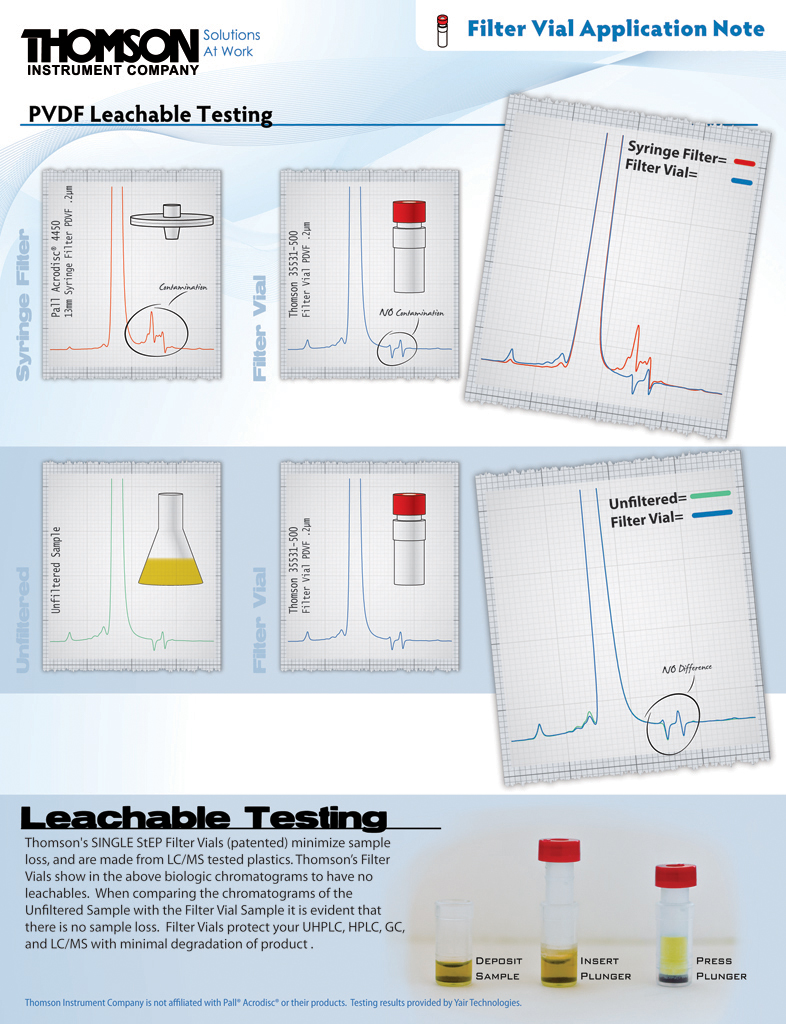 THOMSON
INSTRUMENT COMPANY
Solutions
At Work
Filter Vial Application Note
PVDF Leachable Testing
Syringe Filter
Pall Acrodisc® 4450
13mm Syringe Filter PDVF .2µm
Contamination
Filter Vial
Thomson 35531-500
Filter Vial PDVF .2µm
NO Contamination
Syringe Filter=
Filter Vial=
Unfiltered
Unfiltered Sample
Filter Vial
Thomson 35531-500
Filter Vial PDVF .2µm
Unfiltered=
Filter Vial=
NO Difference
Leachable Testing
Thomson's SINGLE StEP Filter Vials (patented) minimize sample
loss, and are made from LC/MS tested plastics. Thomson's Filter
Vials show in the above biologic chromatograms to have no
leachables. When comparing the chromatograms of the
Unfiltered Sample with the Filter Vial Sample it is evident that
there is no sample loss. Filter Vials protect your UHPLC, HPLC, GC,
and LC/MS with minimal degradation of product .
DEPOSIT
SAMPLE
INSERT
PLUNGER
PRESS
PLUNGER
Thomson Instrument Company is not affiliated with Pall® Acrodisc® or their products. Testing results provided by Yair Technologies.